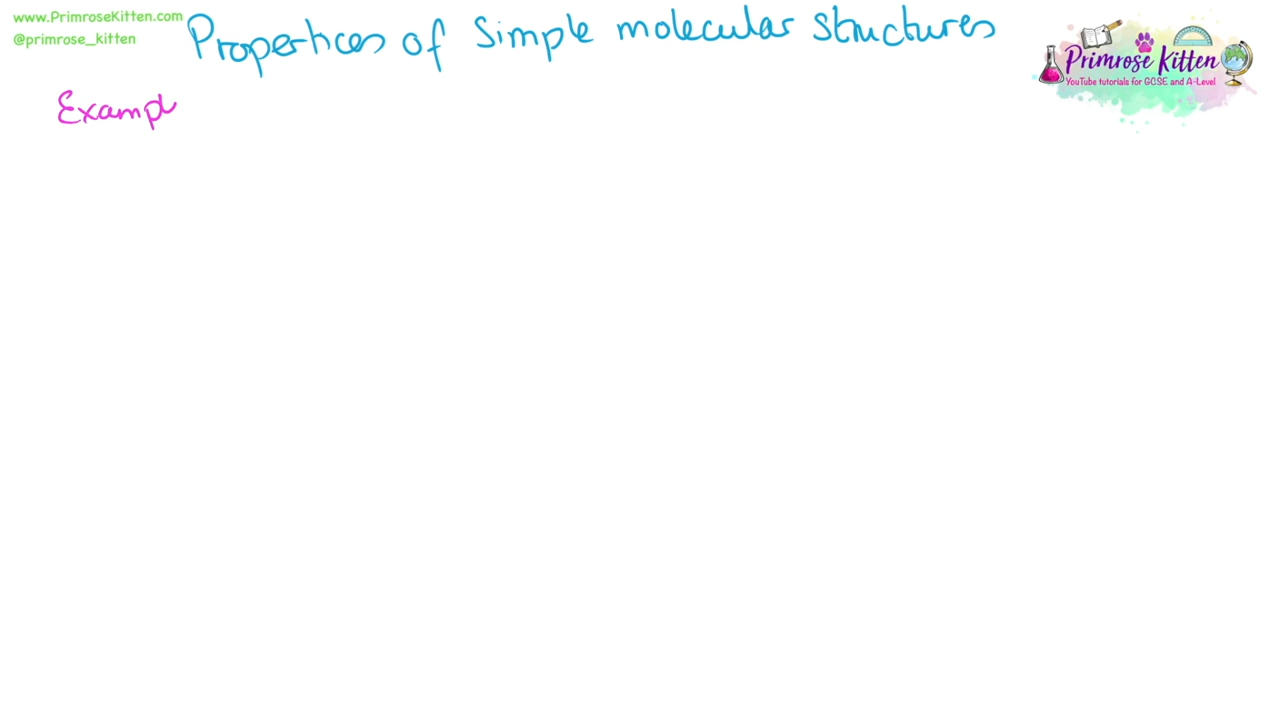 www.PrimroseKitten.com
@primrose_kitten
Properties of Simple molecular structures
Primrose Kitten
YouTube tutorials for GCSE and A-Level
Exampl